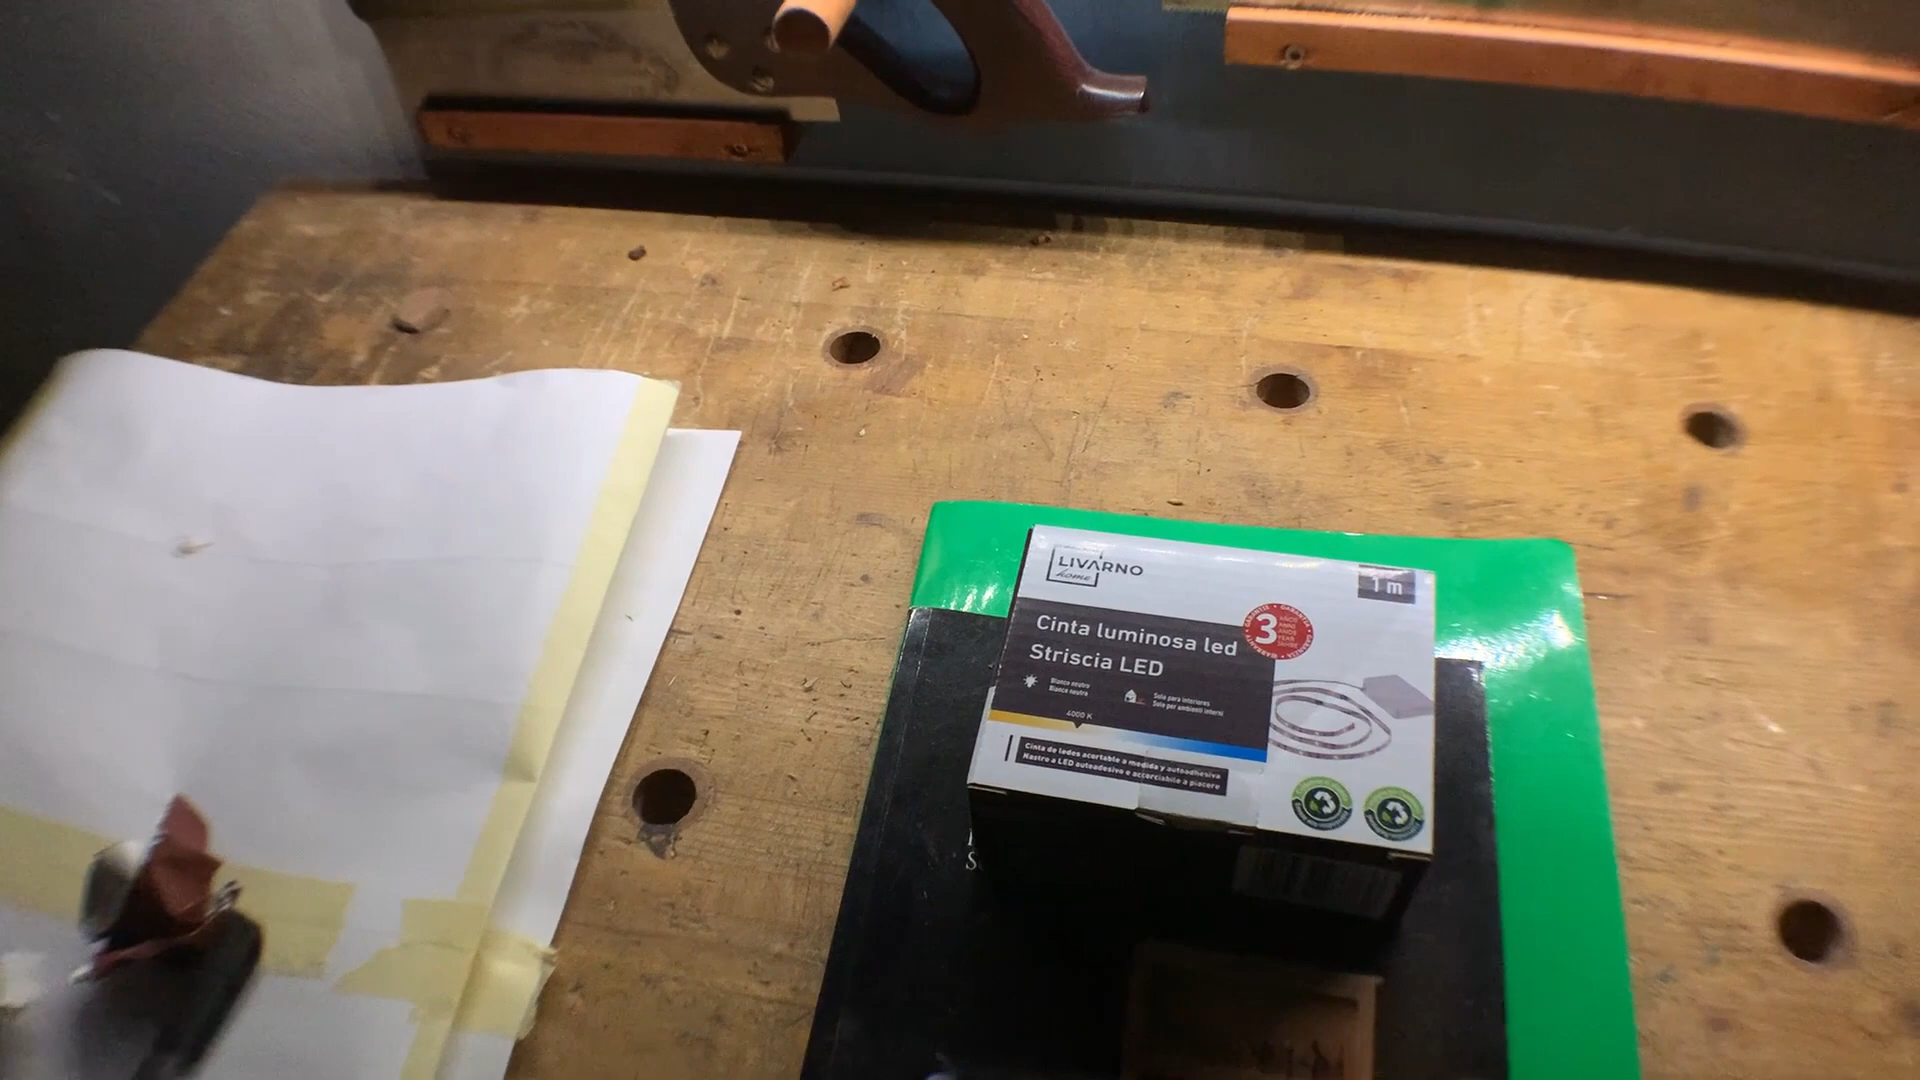 LIVARNO
home
1 m
Cinta luminosa led
Striscia LED
3
Blanco neutro
Bianco neutro
Solo para interiores
Solo per ambienti interni
4000 K
Cinta de ledes acortable a medida y autoadhesiva
Nastro a LED autoadesivo e accorciabile a piacere